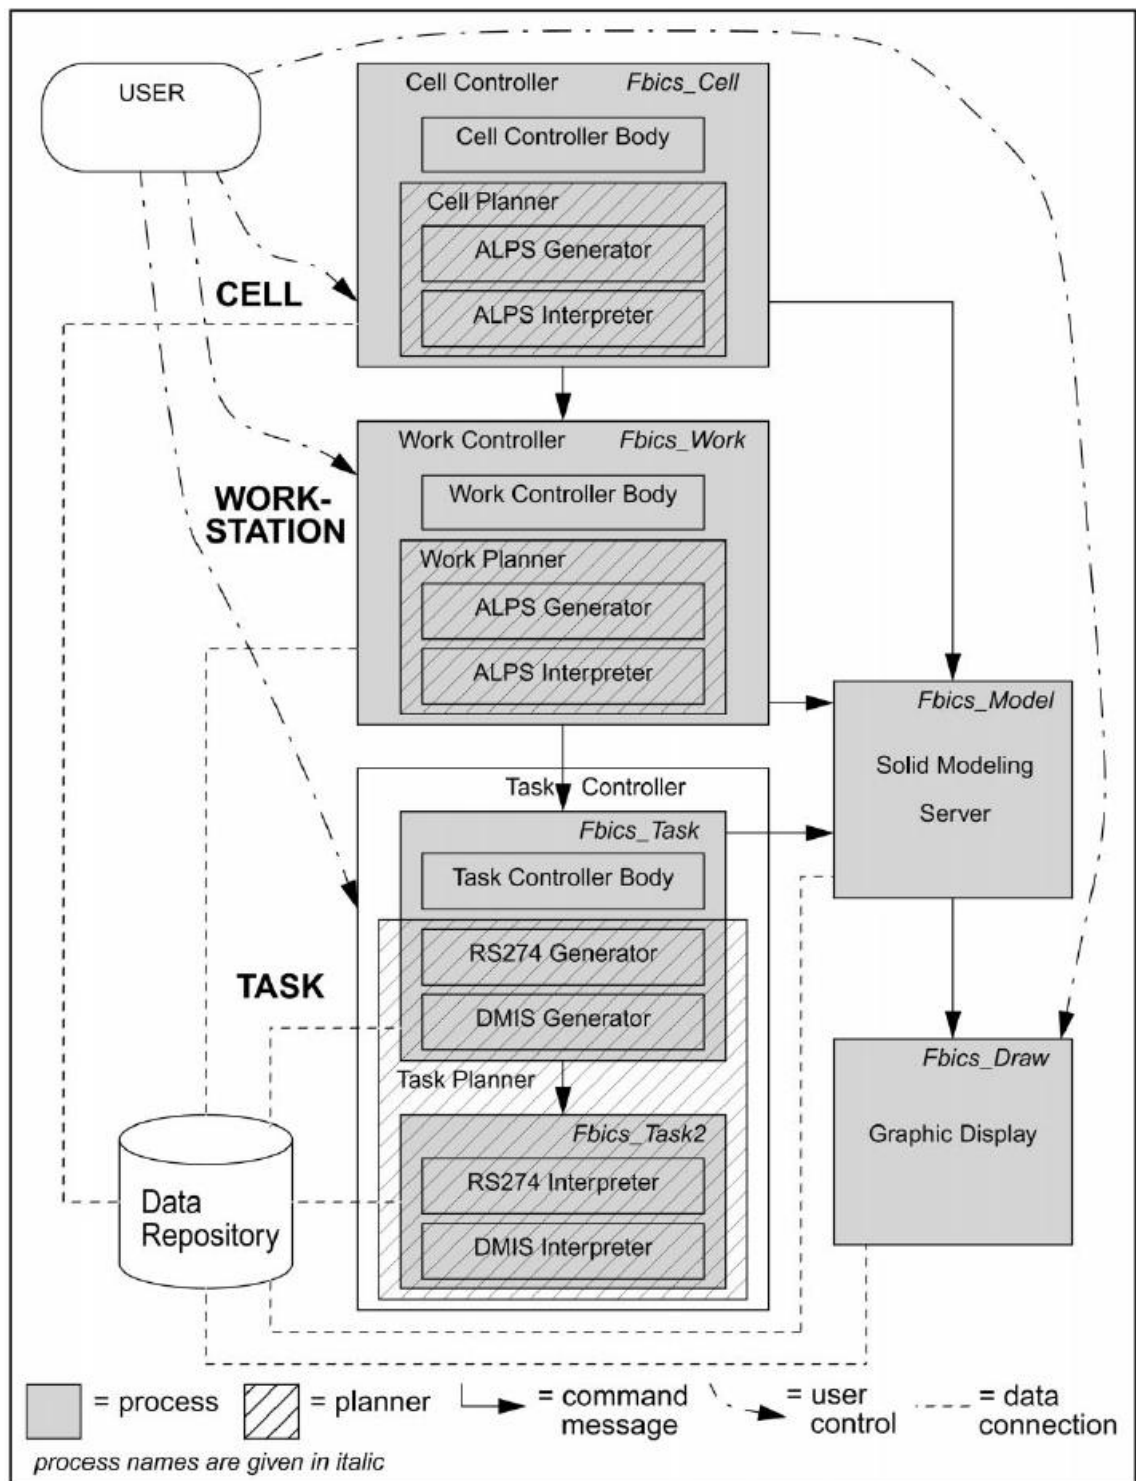 USER
Cell Controller Fbics_Cell
Cell Controller Body
Cell Planner
ALPS Generator
ALPS Interpreter
CELL
Work Controller Fbics_Work
Work Controller Body
Work Planner
ALPS Generator
ALPS Interpreter
WORK-
STATION
Fbics_Model
Solid Modeling
Server
Task Controller
Fbics_Task
Task Controller Body
RS274 Generator
DMIS Generator
TASK
Task Planner
Fbics_Task2
RS274 Interpreter
DMIS Interpreter
Fbics_Draw
Graphic Display
Data
Repository
= process
= planner
= command
message
= user
control
= data
connection
process names are given in italic